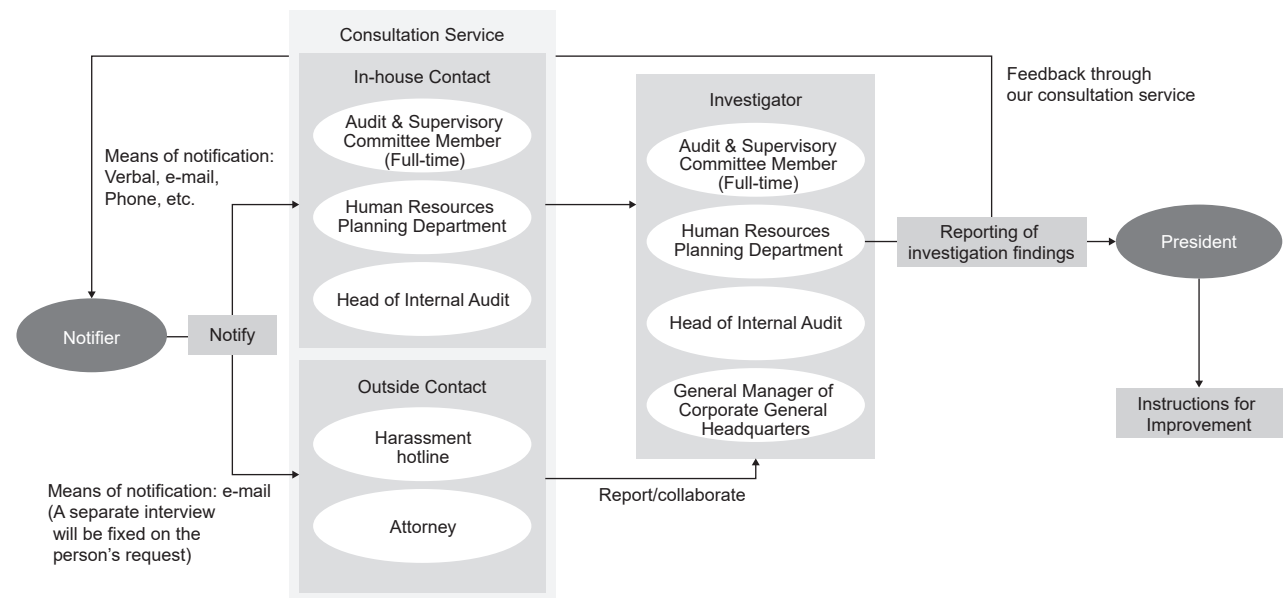 Consultation Service
In-house Contact
Audit & Supervisory
Committee Member
(Full-time)
Human Resources
Planning Department
Head of Internal Audit
Outside Contact
Harassment
hotline
Attorney
Means of notification:
Verbal, e-mail,
Phone, etc.
Notifier
Notify
Means of notification: e-mail
(A separate interview
will be fixed on the
person’s request)
Investigator
Audit & Supervisory
Committee Member
(Full-time)
Human Resources
Planning Department
Head of Internal Audit
General Manager of
Corporate General
Headquarters
Report/collaborate
Feedback through
our consultation service
Reporting of
investigation findings
President
Instructions for
Improvement